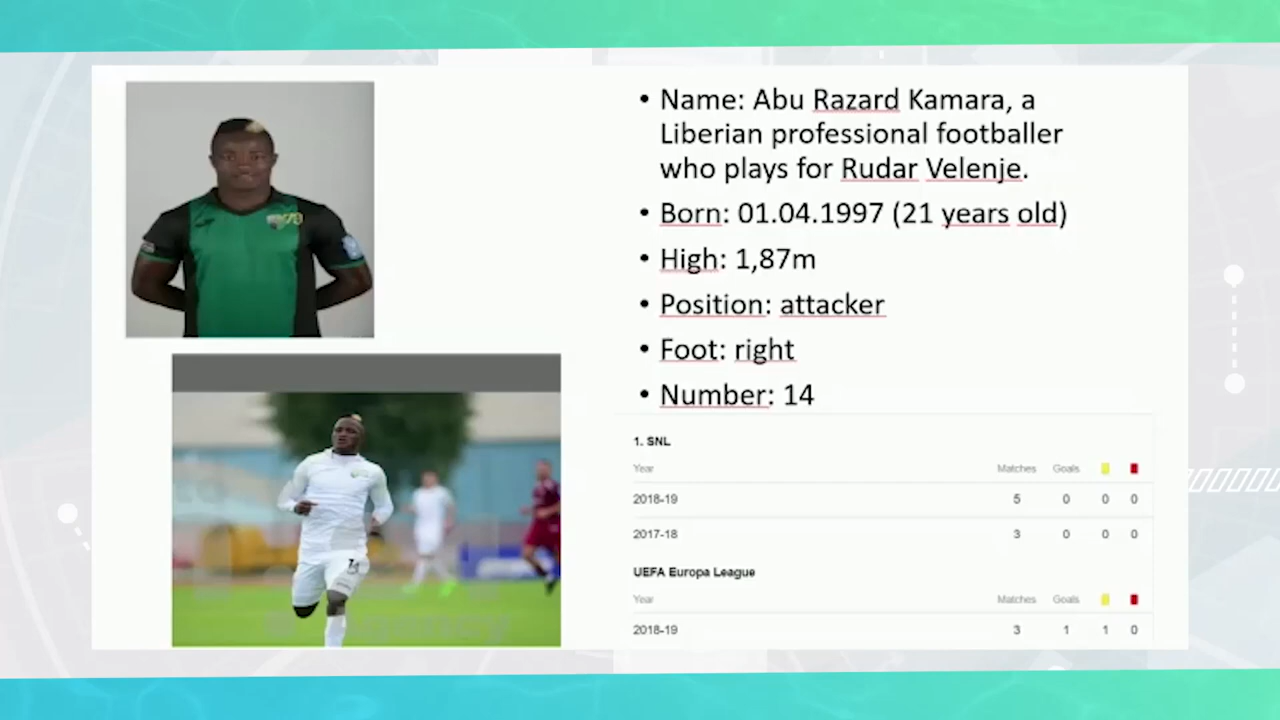 • Name: Abu Razard Kamara, a
Liberian professional footballer
who plays for Rudar Velenje.
• Born: 01.04.1997 (21 years old)
• High: 1,87m
• Position: attacker
• Foot: right
• Number: 14
1. SNL
Year Matches Goals
2018-19 5 0 0 0
2017-18 3 0 0 0
UEFA Europa League
Year Matches Goals
2018-19 3 1 1 0
14
Agency